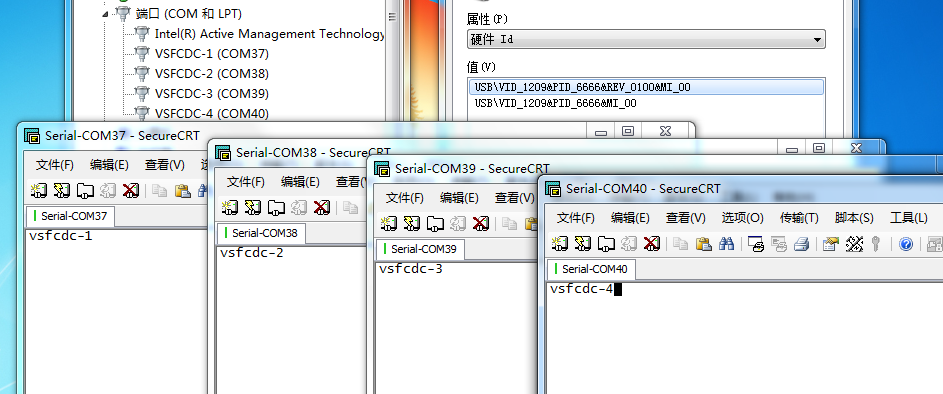 端口 (COM 和 LPT)
Intel(R) Active Management Technology
VSFCDC-1 (COM37)
VSFCDC-2 (COM38)
VSFCDC-3 (COM39)
VSFCDC-4 (COM40)
属性(P)
硬件 Id
值(V)
USB\VID_1209&PID_6666&REV_0100&MI_00
USB\VID_1209&PID_6666&MI_00
Serial-COM37 - SecureCRT
文件(F) 编辑(E) 查看(V)
Serial-COM37
vsfcdc-1
Serial-COM38 - SecureCRT
文件(F) 编辑(E) 查看(V)
Serial-COM38
vsfcdc-2
Serial-COM39 - SecureCRT
文件(F) 编辑(E) 查看(V)
Serial-COM39
vsfcdc-3
Serial-COM40 - SecureCRT
文件(F) 编辑(E) 查看(V) 选项(O) 传输(T) 脚本(S) 工具(L)
Serial-COM40
vsfcdc-4